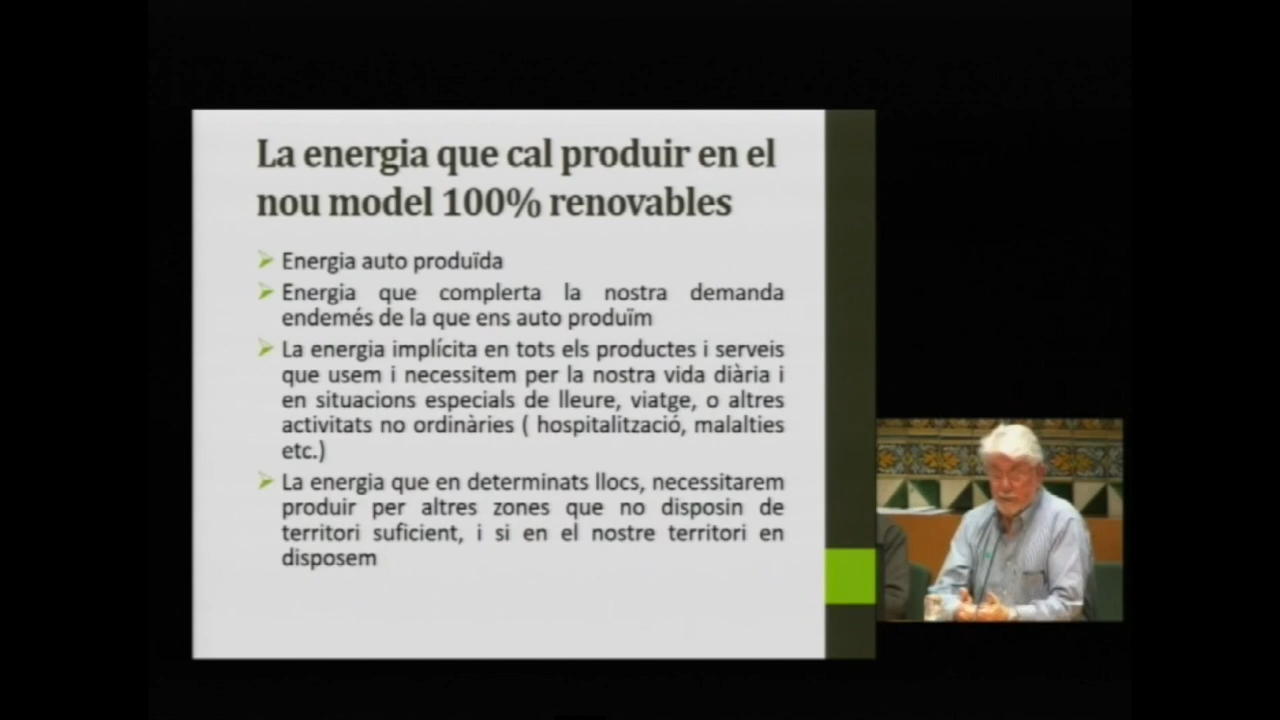 La energia que cal produir en el
nou model 100% renovables
Energia auto produïda
Energia que complerta la nostra demanda
endemés de la que ens auto produïm
La energia implícita en tots els productes i serveis
que usem i necessitem per la nostra vida diària i
en situacions especials de lleure, viatge, o altres
activitats no ordinàries ( hospitalització, malalties
etc.)
La energia que en determinats llocs, necessitarem
produir per altres zones que no disposin de
territori suficient, i si en el nostre territori en
disposem